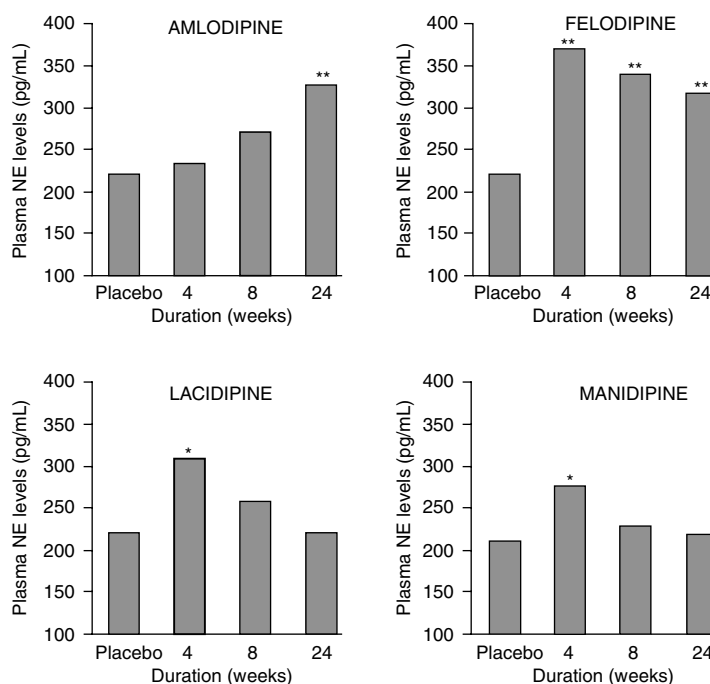 AMLODIPINE
Plasma NE levels (pg/mL)
400
350
300
250
200
150
100
**
Placebo 4 8 24
Duration (weeks)
FELODIPINE
Plasma NE levels (pg/mL)
400
350
300
250
200
150
100
**
**
**
Placebo 4 8 24
Duration (weeks)
LACIDIPINE
Plasma NE levels (pg/mL)
400
350
300
250
200
150
100
*
Placebo 4 8 24
Duration (weeks)
MANIDIPINE
Plasma NE levels (pg/mL)
400
350
300
250
200
150
100
*
Placebo 4 8 24
Duration (weeks)